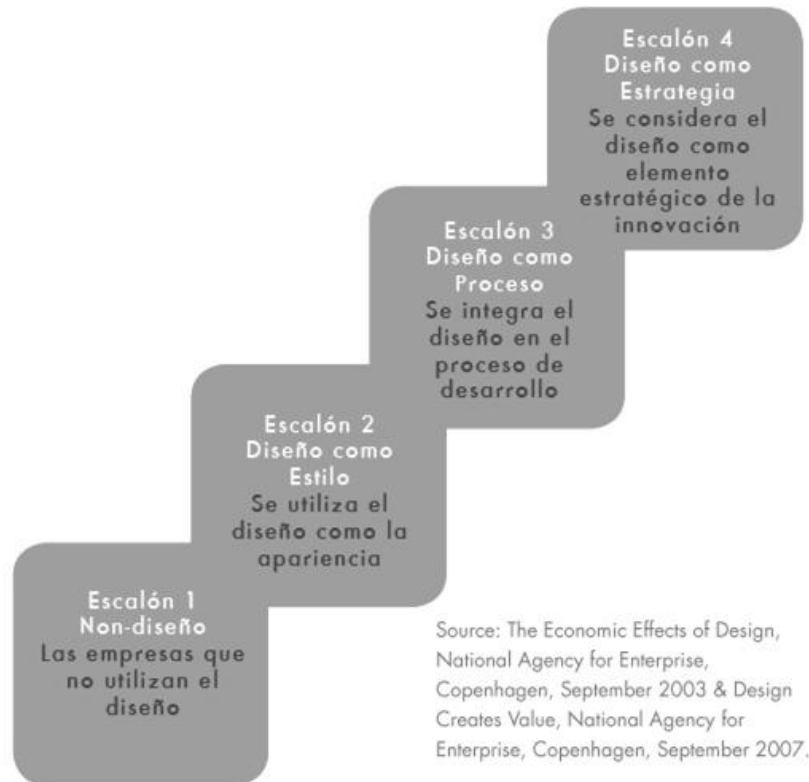 Escalón 4
Diseño como
Estrategia
Se considera el
diseño como
elemento
estratégico de la
innovación
Escalón 3
Diseño como
Proceso
Se integra el
diseño en el
proceso de
desarrollo
Escalón 2
Diseño como
Estilo
Se utiliza el
diseño como la
apariencia
Escalón 1
Non-diseño
Las empresas que
no utilizan el
diseño
Source: The Economic Effects of Design,
National Agency for Enterprise,
Copenhagen, September 2003 & Design
Creates Value, National Agency for
Enterprise, Copenhagen, September 2007.